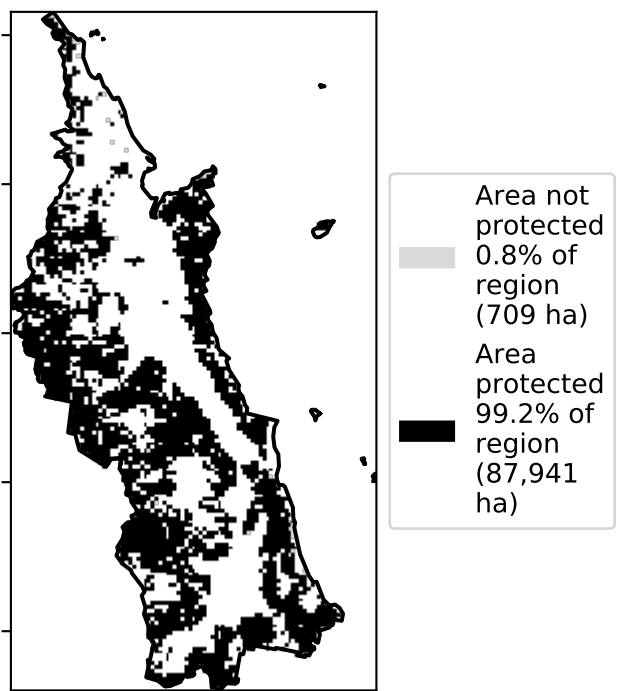 Area not
protected
0.8% of
region
(709 ha)
Area
protected
99.2% of
region
(87,941
ha)